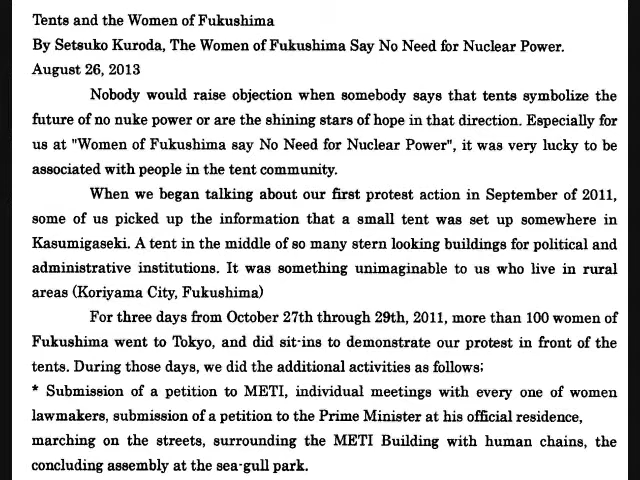 Tents and the Women of Fukushima
By Setsuko Kuroda, The Women of Fukushima Say No Need for Nuclear Power.
August 26, 2013
Nobody would raise objection when somebody says that tents symbolize the
future of no nuke power or are the shining stars of hope in that direction. Especially for
us at "Women of Fukushima say No Need for Nuclear Power", it was very lucky to be
associated with people in the tent community.
When we began talking about our first protest action in September of 2011,
some of us picked up the information that a small tent was set up somewhere in
Kasumigaseki. A tent in the middle of so many stern looking buildings for political and
administrative institutions. It was something unimaginable to us who live in rural
areas (Koriyama City, Fukushima)
For three days from October 27th through 29th, 2011, more than 100 women of
Fukushima went to Tokyo, and did sit-ins to demonstrate our protest in front of the
tents. During those days, we did the additional activities as follows;
* Submission of a petition to METI, individual meetings with every one of women
lawmakers, submission of a petition to the Prime Minister at his official residence,
marching on the streets, surrounding the METI Building with human chains, the
concluding assembly at the sea-gull park.